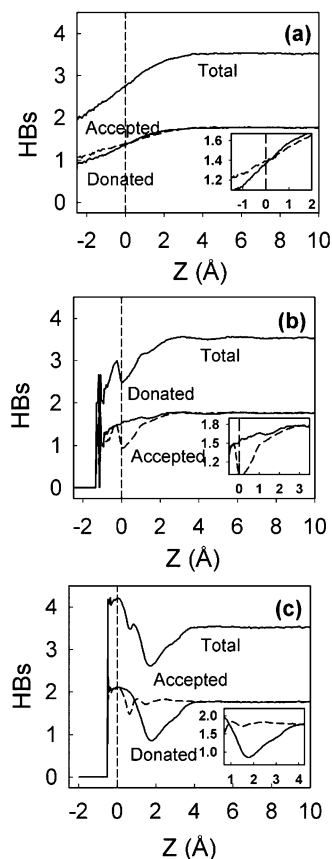 (a)
4
3
2
1
0
HBs
Total
Accepted
Donated
1.6
1.4
1.2
-1 0 1 2
-2 0 2 4 6 8 10
Z (Å)
(b)
4
3
2
1
0
HBs
Total
Donated
Accepted
1.8
1.5
1.2
0 1 2 3
-2 0 2 4 6 8 10
Z (Å)
(c)
4
3
2
1
0
HBs
Total
Accepted
Donated
2.0
1.5
1.0
1 2 3 4
-2 0 2 4 6 8 10
Z (Å)